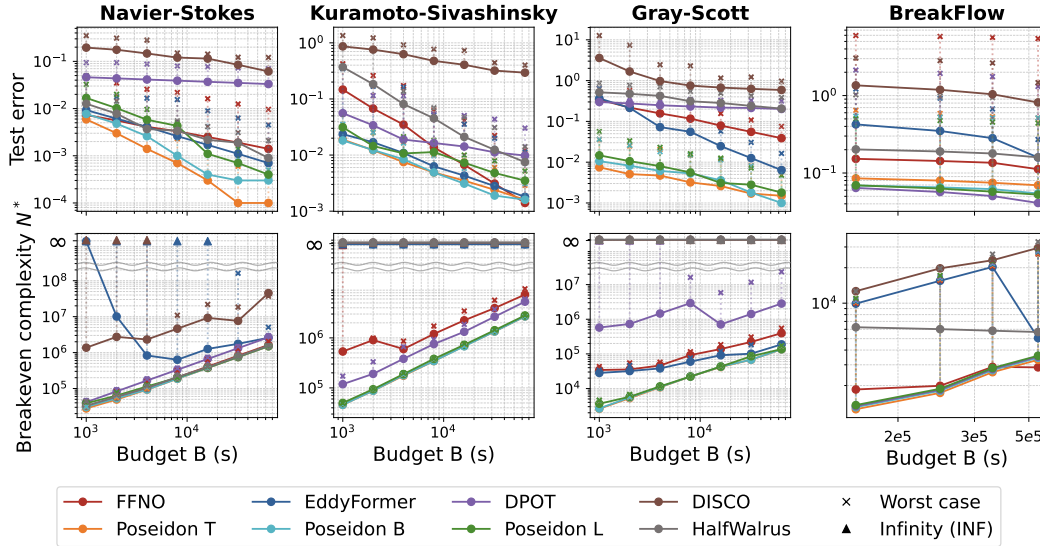 Navier-Stokes
Kuramoto-Sivashinsky
Gray-Scott
BreakFlow
Test error
10⁻¹
10⁻²
10⁻³
10⁻⁴
10⁰
10⁻¹
10⁻²
10⁻³
10¹
10⁰
10⁻¹
10⁻²
10⁻³
10⁰
10⁻¹
Breakeven complexity N*
∞
10⁸
10⁷
10⁶
10⁵
∞
10⁶
10⁵
∞
10⁷
10⁶
10⁵
10⁴
10⁴
10³ 10⁴
10³ 10⁴
10³ 10⁴
2e5 3e5 5e5
Budget B (s)
Budget B (s)
Budget B (s)
Budget B (s)
FFNO EddyFormer DPOT DISCO Worst case
Poseidon T Poseidon B Poseidon L HalfWalrus Infinity (INF)